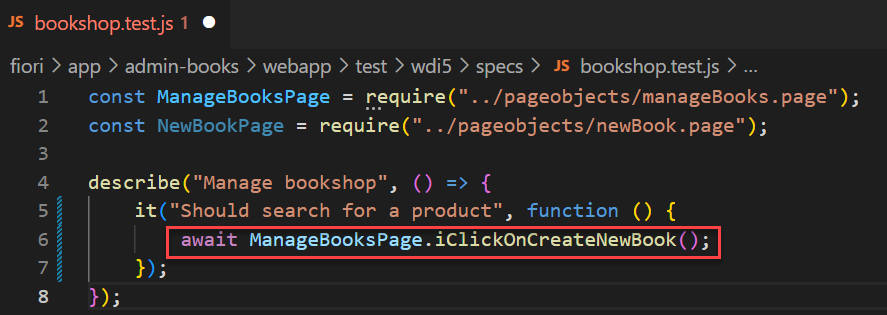 JS bookshop.test.js 1
fiori > app > admin-books > webapp > test > wdi5 > specs > JS bookshop.test.js > ...
1 const ManageBooksPage = require("../pageobjects/manageBooks.page");
2 const NewBookPage = require("../pageobjects/newBook.page");
3
4 describe("Manage bookshop", () => {
5     it("Should search for a product", function () {
6         await ManageBooksPage.iClickOnCreateNewBook();
7     });
8 });